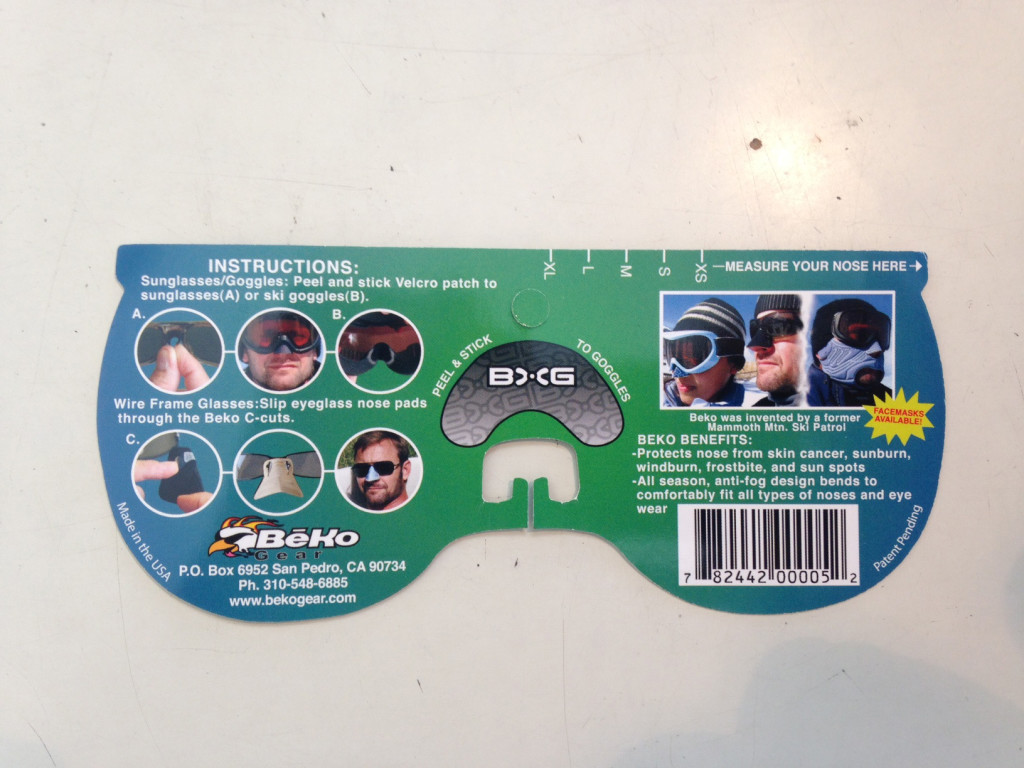 INSTRUCTIONS:
Sunglasses/Goggles: Peel and stick Velcro patch to
sunglasses(A) or ski goggles(B).
A.
B.
Wire Frame Glasses:Slip eyeglass nose pads
through the Beko C-cuts.
C.
Made in the USA
BēKo
Gear
P.O. Box 6952 San Pedro, CA 90734
Ph. 310-548-6885
www.bekogear.com
PEEL & STICK
TO GOGGLES
BXG
XL
L
M
S
XS
MEASURE YOUR NOSE HERE
Beko was invented by a former
Mammoth Mtn. Ski Patrol
FACEMASKS
AVAILABLE!
BEKO BENEFITS:
-Protects nose from skin cancer, sunburn,
windburn, frostbite, and sun spots
-All season, anti-fog design bends to
comfortably fit all types of noses and eye
wear
7 82442 00005 2
Patent Pending